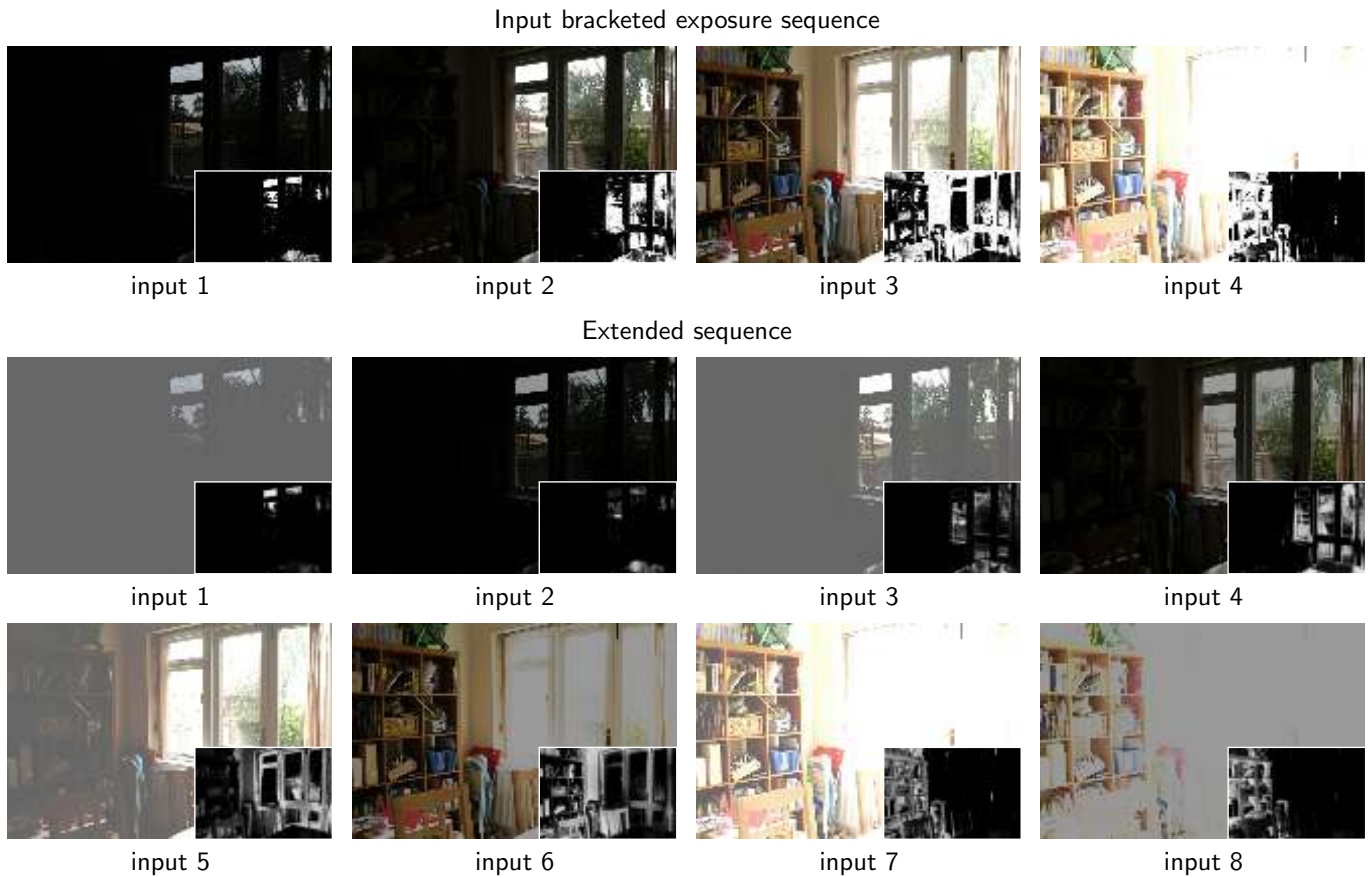 Input bracketed exposure sequence
input 1
input 2
input 3
input 4
Extended sequence
input 1
input 2
input 3
input 4
input 5
input 6
input 7
input 8